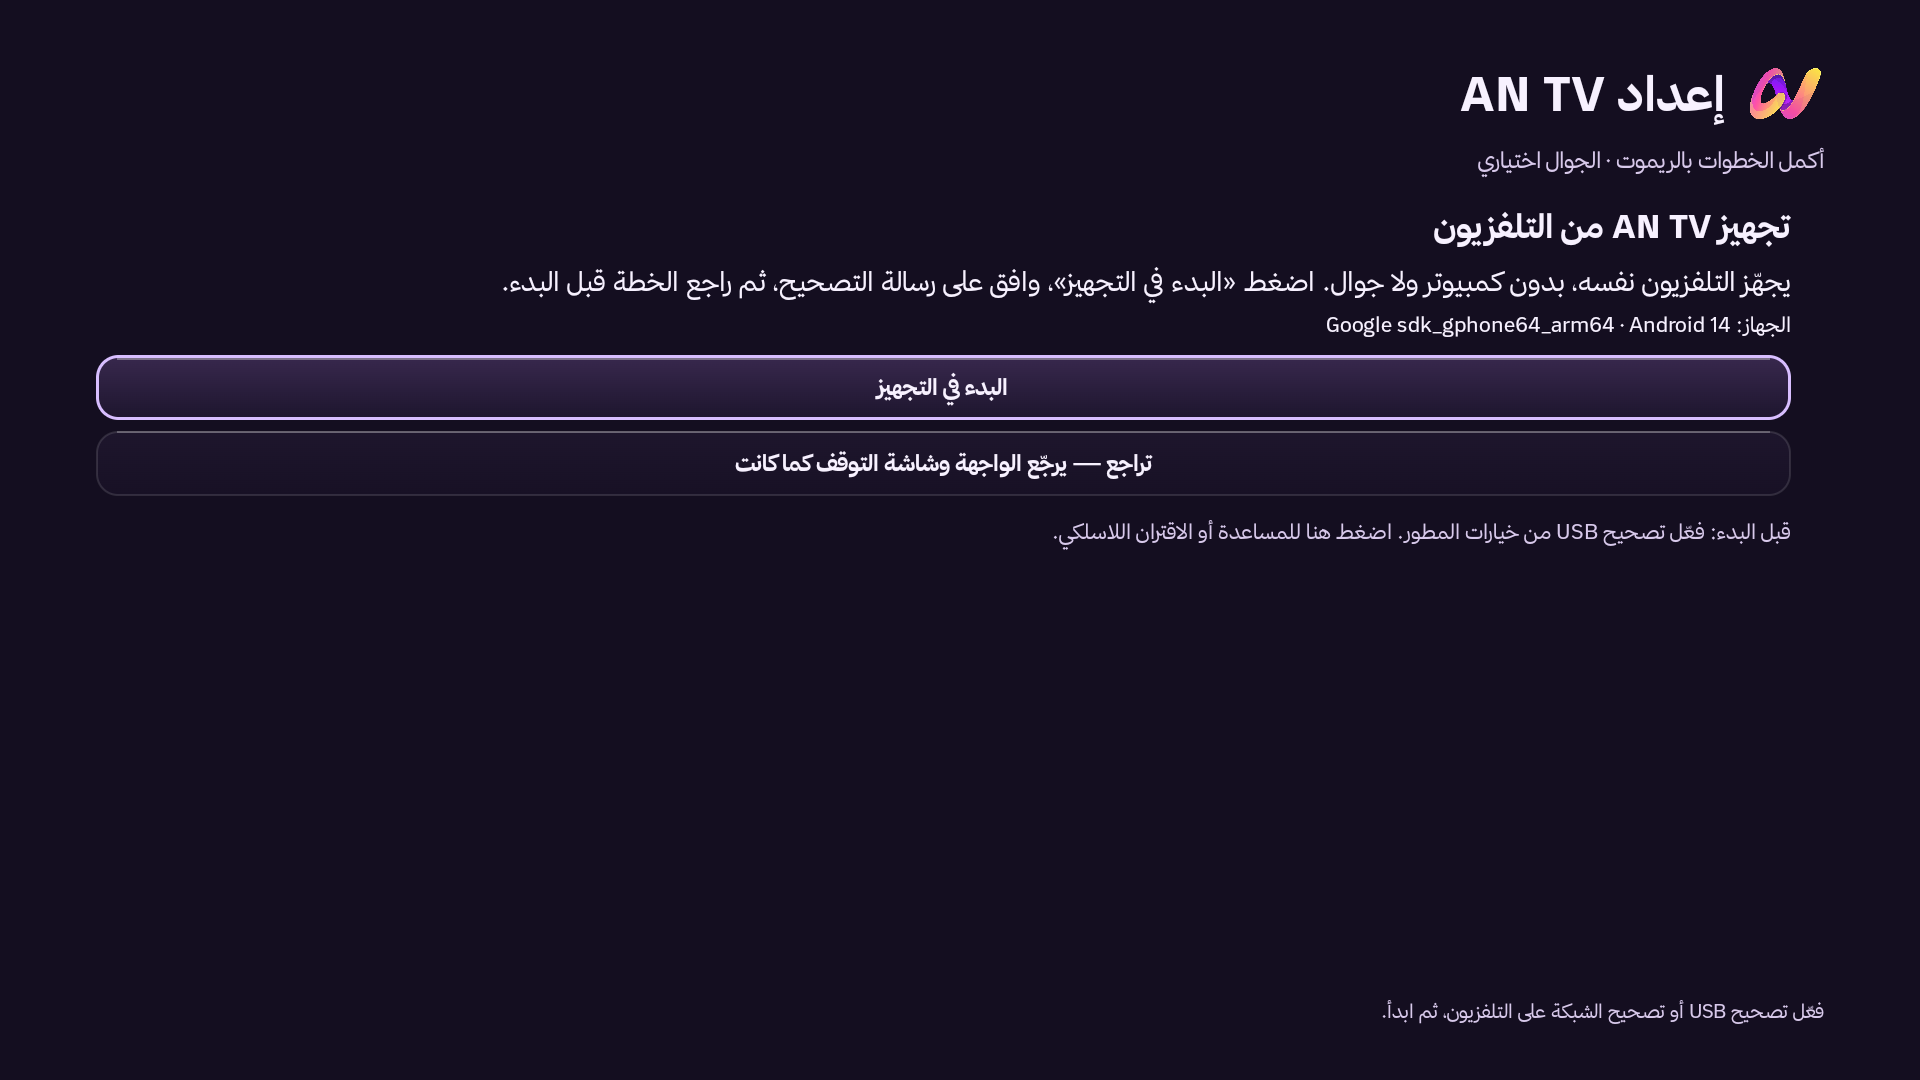 إعداد AN TV
أكمل الخطوات بالريموت · الجوال اختياري
تجهيز AN TV من التلفزيون
يجهّز التلفزيون نفسه، بدون كمبيوتر ولا جوال. اضغط «البدء في التجهيز»، وافق على رسالة التصحيح، ثم راجع الخطة قبل البدء.
الجهاز: Google sdk_gphone64_arm64 · Android 14
البدء في التجهيز
تراجع — يرجّع الواجهة وشاشة التوقف كما كانت
قبل البدء: فعّل تصحيح USB من خيارات المطور. اضغط هنا للمساعدة أو الاقتران اللاسلكي.
فعّل تصحيح USB أو تصحيح الشبكة على التلفزيون، ثم ابدأ.